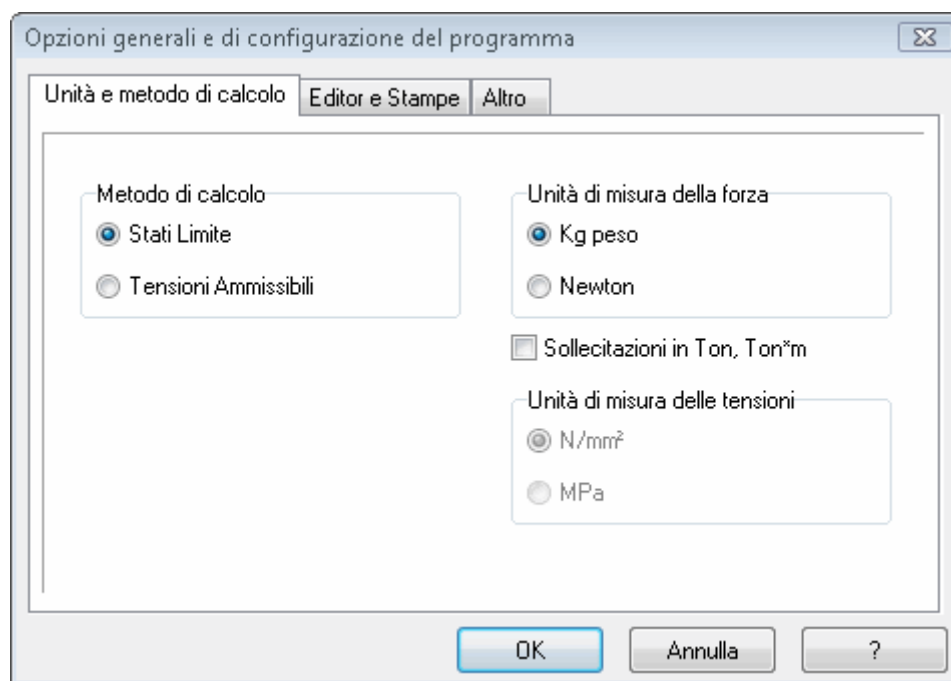 Opzioni generali e di configurazione del programma
Unità e metodo di calcolo
Editor e Stampe
Altro
Metodo di calcolo
Stati Limite
Tensioni Ammissibili
Unità di misura della forza
Kg peso
Newton
Sollecitazioni in Ton, Ton*m
Unità di misura delle tensioni
N/mm²
MPa
OK
Annulla
?